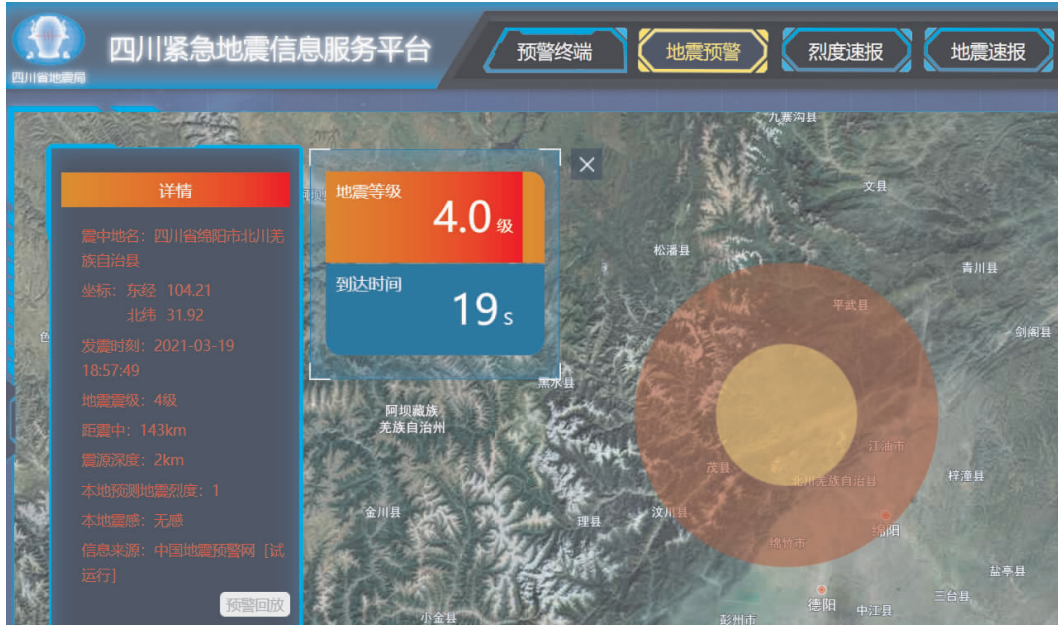 四川省地震局
四川紧急地震信息服务平台
预警终端
地震预警
烈度速报
地震速报
详情
震中地名：四川省绵阳市北川羌
族自治县
坐标：东经 104.21
北纬 31.92
发震时刻：2021-03-19
18:57:49
地震震级：4级
距震中：143km
震源深度：2km
本地预测地震烈度：1
本地震感：无感
信息来源：中国地震预警网 [试
运行]
预警回放
地震等级
4.0 级
到达时间
19 s
九寨沟县
文县
松潘县
青川县
平武县
剑阁县
黑水县
阿坝藏族
羌族自治州
江油市
茂县
北川羌族自治县
梓潼县
金川县
理县
汶川县
绵阳
绵竹市
盐亭县
三台县
德阳
中江县
小金县
彭州市